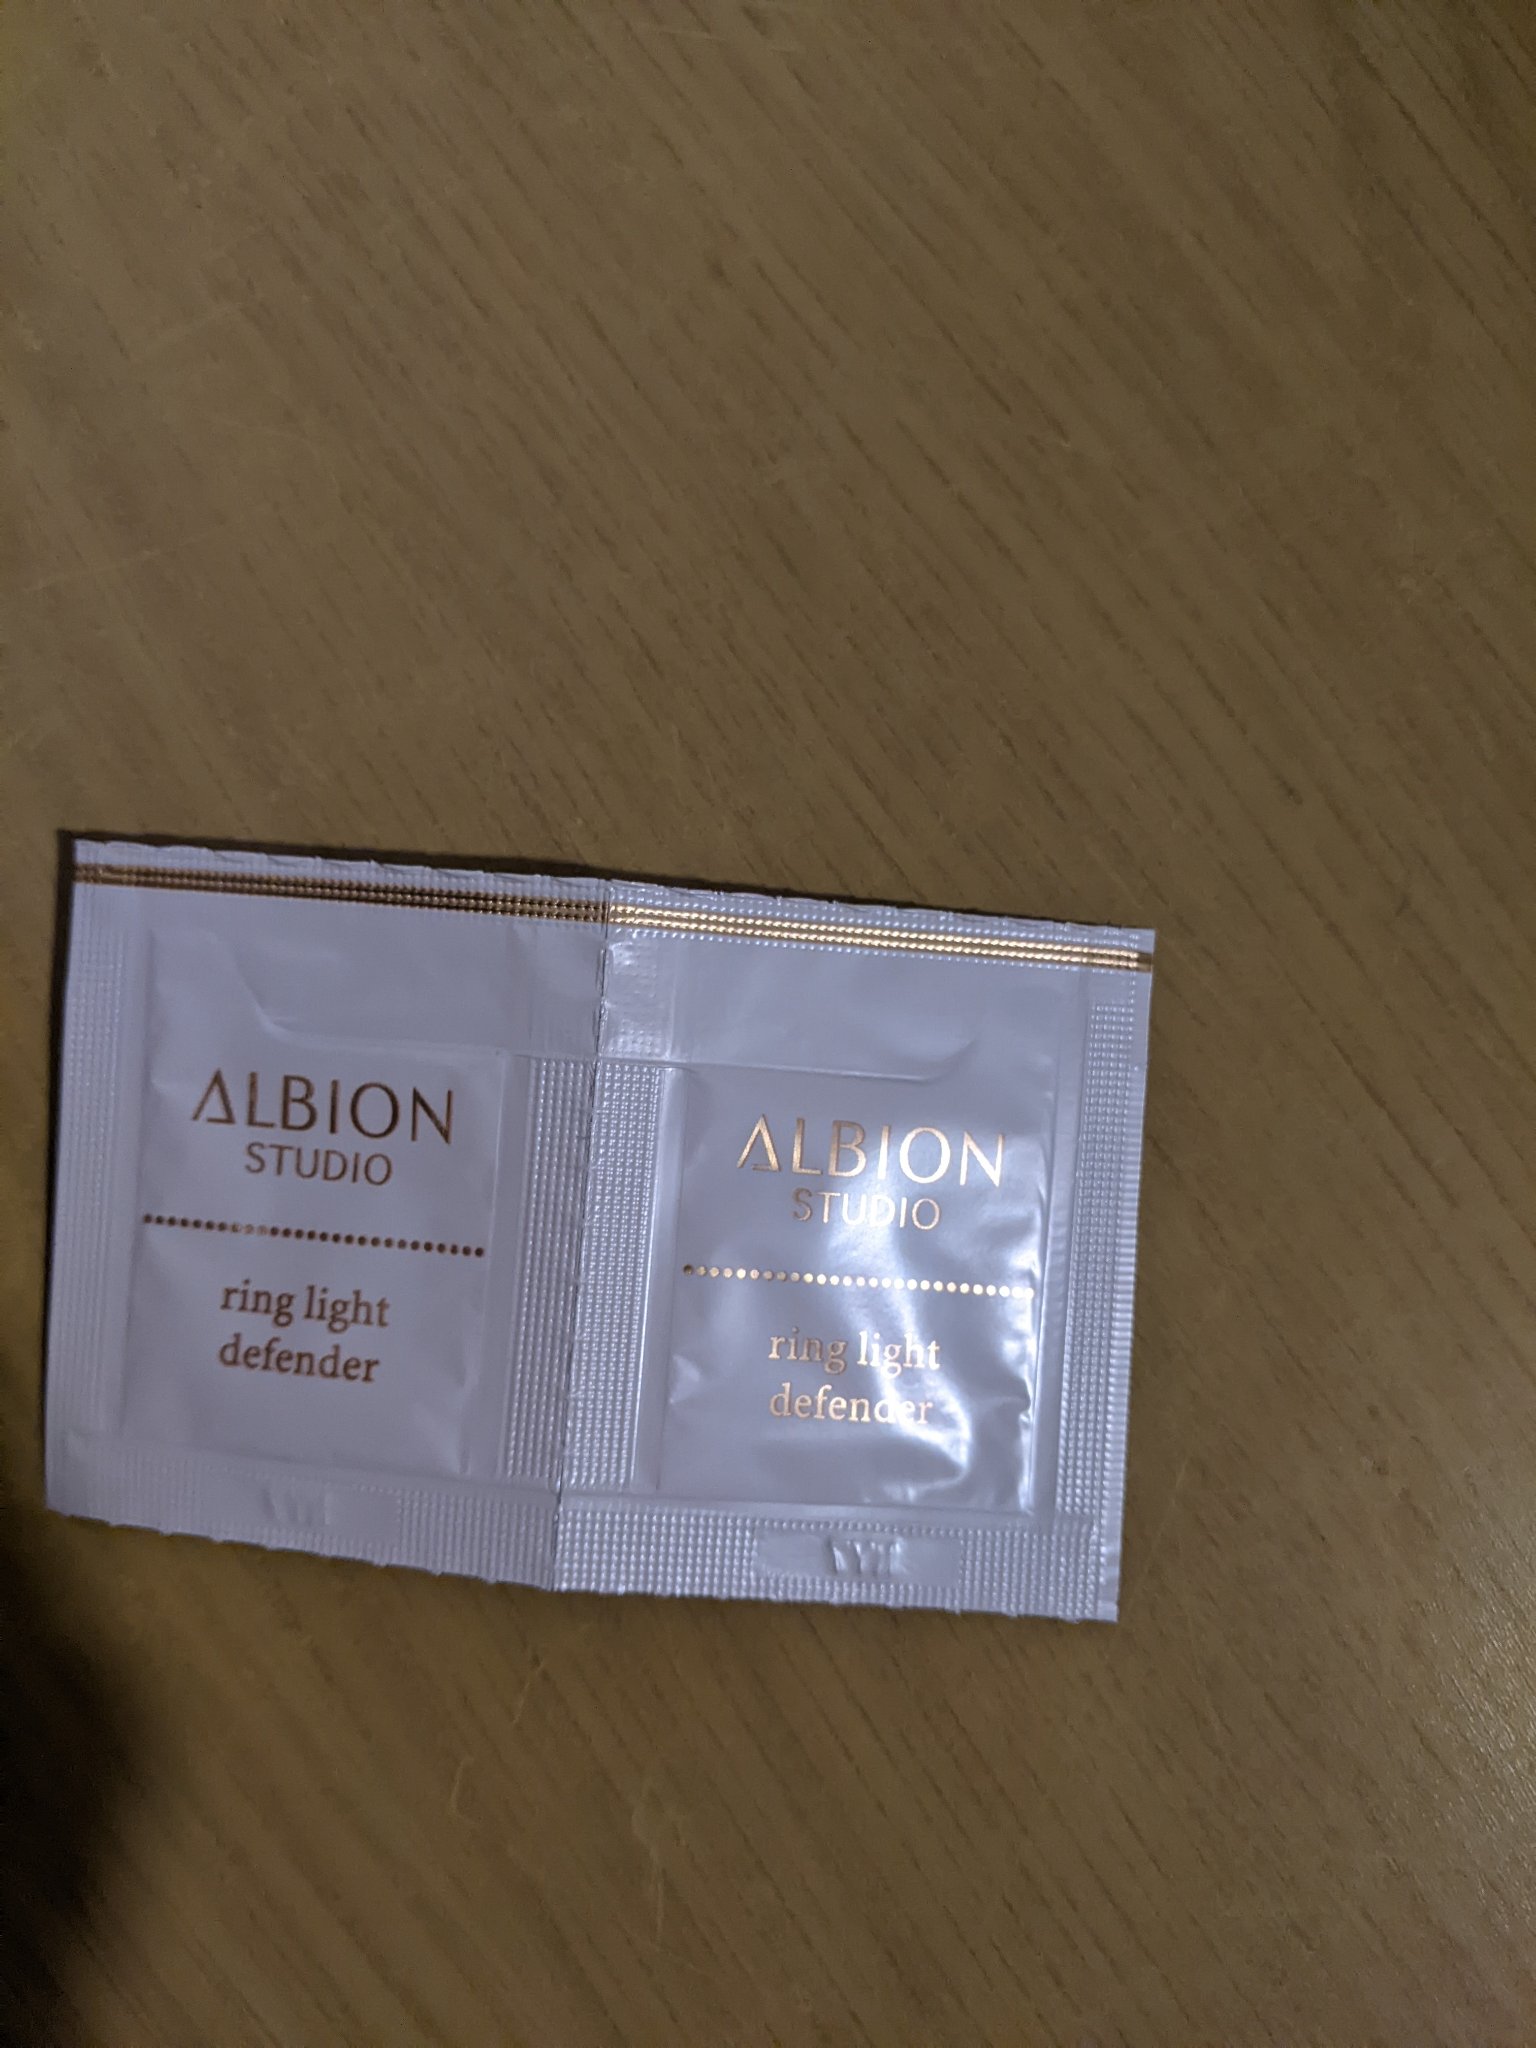 ALBION
STUDIO
ring light
defender
ALBION
STUDIO
ring light
defender